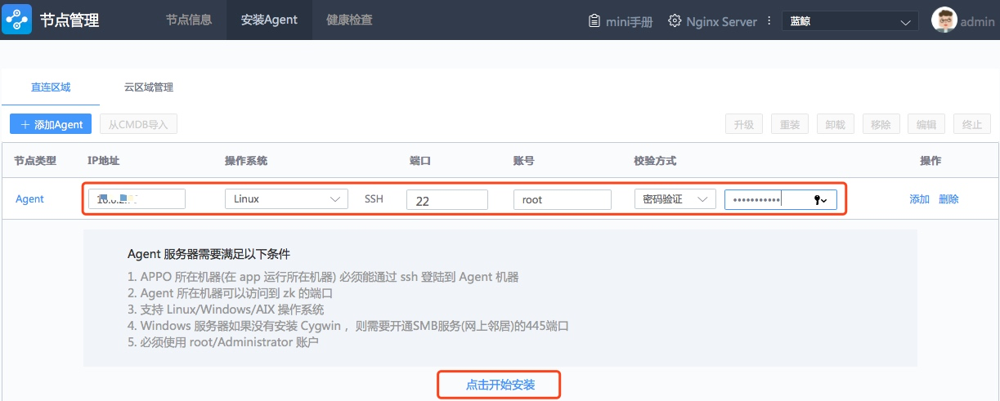 节点管理 节点信息 安装Agent 健康检查 mini手册 Nginx Server 蓝鲸 admin
直连区域 云区域管理
＋ 添加Agent 从CMDB导入 升级 重装 卸载 移除 编辑 终止
节点类型 IP地址 操作系统 端口 账号 校验方式 操作
Agent Linux SSH 22 root 密码验证 添加 删除
Agent 服务器需要满足以下条件
1. APPO 所在机器(在 app 运行所在机器) 必须能通过 ssh 登陆到 Agent 机器
2. Agent 所在机器可以访问到 zk 的端口
3. 支持 Linux/Windows/AIX 操作系统
4. Windows 服务器如果没有安装 Cygwin ，则需要开通SMB服务(网上邻居)的445端口
5. 必须使用 root/Administrator 账户
点击开始安装